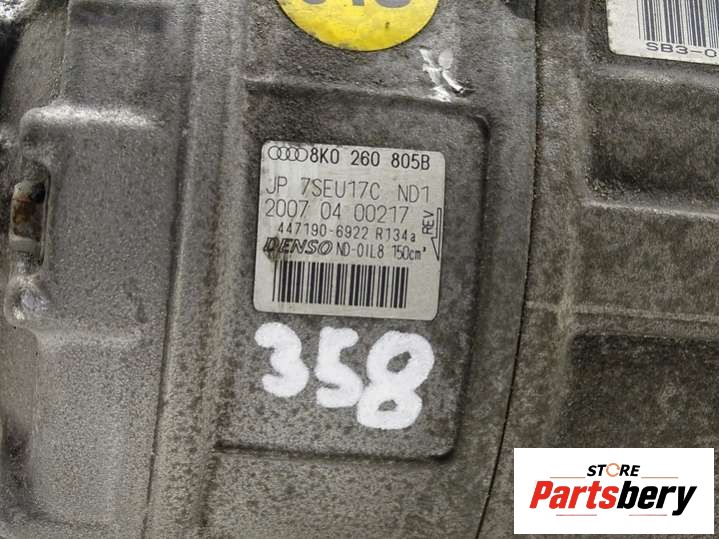 SB3-0
8K0 260 805B
JP 7SEU17C ND1
2007 04 00217
447190-6922 R134a
DENSO ND-OIL8 150cm³
REV
358
STORE
Partsbery